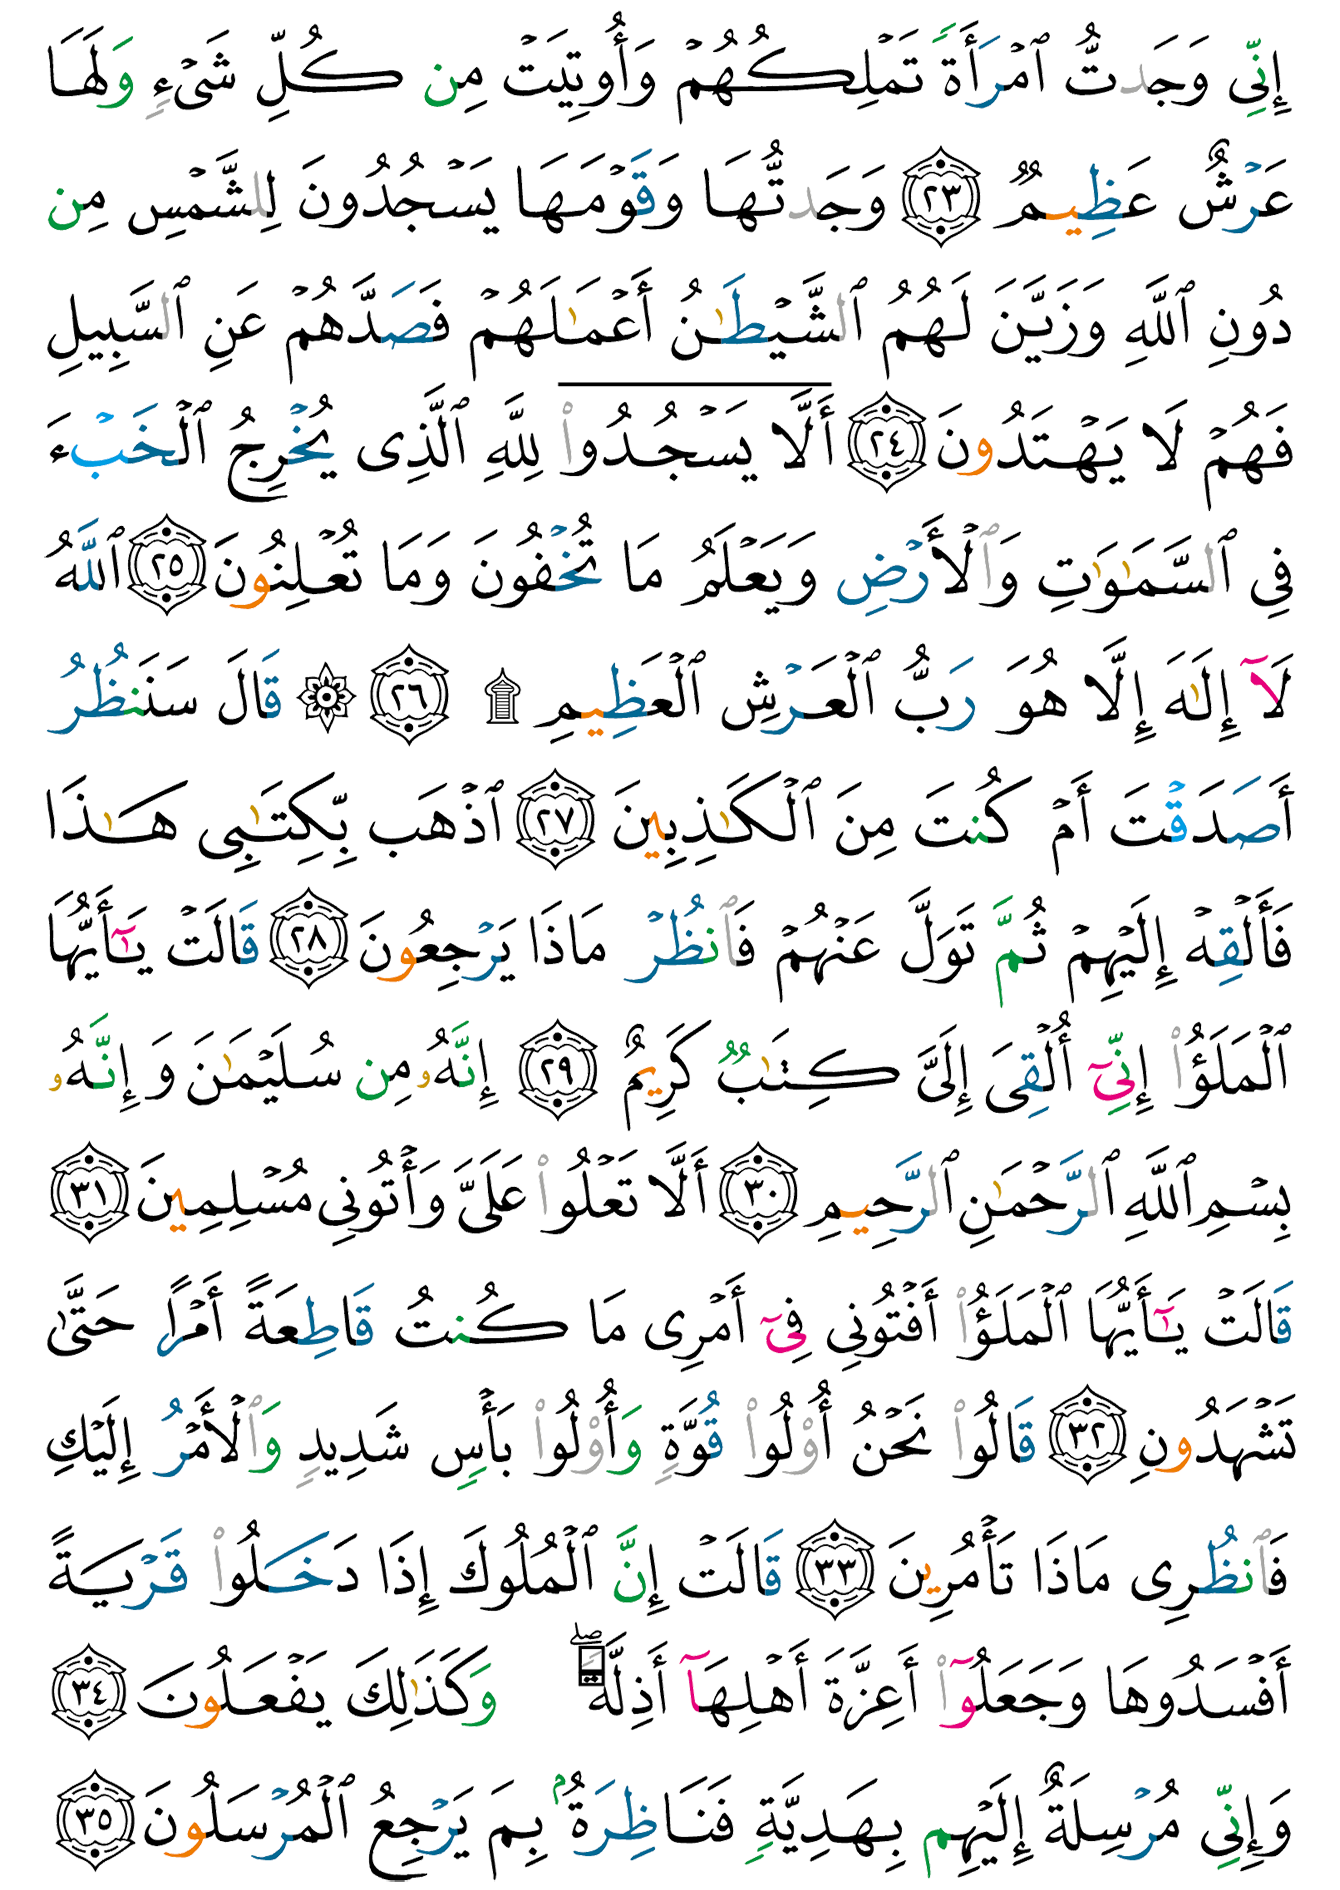 إِنِّى وَجَدتُّ ٱمْرَأَةً تَمْلِكُهُمْ وَأُوتِيَتْ مِن كُلِّ شَىْءٍ وَلَهَا
عَرْشٌ عَظِيمٌ ٢٣ وَجَدتُّهَا وَقَوْمَهَا يَسْجُدُونَ لِلشَّمْسِ مِن
دُونِ ٱللَّهِ وَزَيَّنَ لَهُمُ ٱلشَّيْطَٰنُ أَعْمَٰلَهُمْ فَصَدَّهُمْ عَنِ ٱلسَّبِيلِ
فَهُمْ لَا يَهْتَدُونَ ٢٤ أَلَّا يَسْجُدُوا۟ لِلَّهِ ٱلَّذِى يُخْرِجُ ٱلْخَبْءَ
فِى ٱلسَّمَٰوَٰتِ وَٱلْأَرْضِ وَيَعْلَمُ مَا تُخْفُونَ وَمَا تُعْلِنُونَ ٢٥ ٱللَّهُ
لَآ إِلَٰهَ إِلَّا هُوَ رَبُّ ٱلْعَرْشِ ٱلْعَظِيمِ ۩ ٢٦ ۞ قَالَ سَنَنظُرُ
أَصَدَقْتَ أَمْ كُنتَ مِنَ ٱلْكَٰذِبِينَ ٢٧ ٱذْهَب بِّكِتَٰبِى هَٰذَا
فَأَلْقِهْ إِلَيْهِمْ ثُمَّ تَوَلَّ عَنْهُمْ فَٱنظُرْ مَاذَا يَرْجِعُونَ ٢٨ قَالَتْ يَٰٓأَيُّهَا
ٱلْمَلَؤُا۟ إِنِّىٓ أُلْقِىَ إِلَىَّ كِتَٰبٌ كَرِيمٌ ٢٩ إِنَّهُۥ مِن سُلَيْمَٰنَ وَإِنَّهُۥ
بِسْمِ ٱللَّهِ ٱلرَّحْمَٰنِ ٱلرَّحِيمِ ٣٠ أَلَّا تَعْلُوا۟ عَلَىَّ وَأْتُونِى مُسْلِمِينَ ٣١
قَالَتْ يَٰٓأَيُّهَا ٱلْمَلَؤُا۟ أَفْتُونِى فِىٓ أَمْرِى مَا كُنتُ قَاطِعَةً أَمْرًا حَتَّىٰ
تَشْهَدُونِ ٣٢ قَالُوا۟ نَحْنُ أُو۟لُوا۟ قُوَّةٍ وَأُو۟لُوا۟ بَأْسٍ شَدِيدٍ وَٱلْأَمْرُ إِلَيْكِ
فَٱنظُرِى مَاذَا تَأْمُرِينَ ٣٣ قَالَتْ إِنَّ ٱلْمُلُوكَ إِذَا دَخَلُوا۟ قَرْيَةً
أَفْسَدُوهَا وَجَعَلُوٓا۟ أَعِزَّةَ أَهْلِهَآ أَذِلَّةً ۖ وَكَذَٰلِكَ يَفْعَلُونَ ٣٤
وَإِنِّى مُرْسِلَةٌ إِلَيْهِم بِهَدِيَّةٍ فَنَاظِرَةٌۢ بِمَ يَرْجِعُ ٱلْمُرْسَلُونَ ٣٥